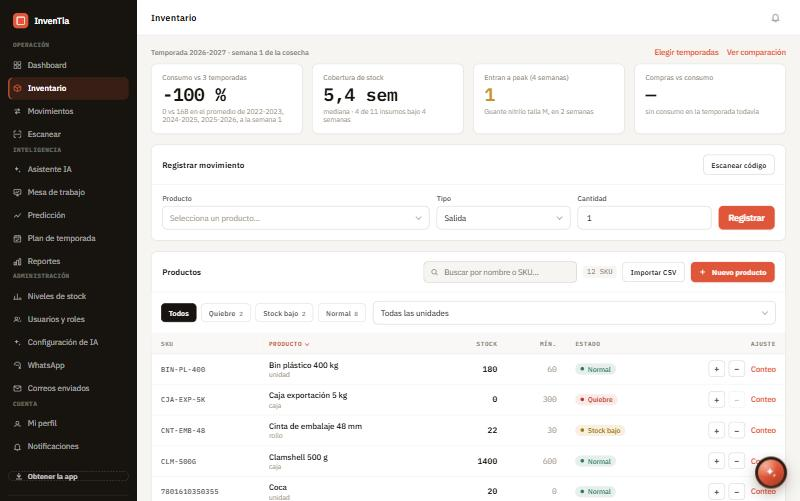 InvenTIa
OPERACIÓN
Dashboard
Inventario
Movimientos
Escanear
INTELIGENCIA
Asistente IA
Mesa de trabajo
Predicción
Plan de temporada
Reportes
ADMINISTRACIÓN
Niveles de stock
Usuarios y roles
Configuración de IA
WhatsApp
Correos enviados
CUENTA
Mi perfil
Notificaciones
Obtener la app
Inventario
Temporada 2026-2027 · semana 1 de la cosecha
Elegir temporadas Ver comparación
Consumo vs 3 temporadas
-100 %
0 vs 168 en el promedio de 2022-2023,
2024-2025, 2025-2026, a la semana 1
Cobertura de stock
5,4 sem
mediana · 4 de 11 insumos bajo 4
semanas
Entran a peak (4 semanas)
1
Guante nitrilo talla M, en 2 semanas
Compras vs consumo
—
sin consumo en la temporada todavía
Registrar movimiento
Escanear código
Producto Tipo Cantidad
Selecciona un producto... Salida 1 Registrar
Productos
Buscar por nombre o SKU... 12 SKU Importar CSV + Nuevo producto
Todos Quiebre 2 Stock bajo 2 Normal 8 Todas las unidades
SKU PRODUCTO STOCK MÍN. ESTADO AJUSTE
BIN-PL-400 Bin plástico 400 kg 180 60 Normal + − Conteo
unidad
CJA-EXP-5K Caja exportación 5 kg 0 300 Quiebre + − Conteo
caja
CNT-EMB-48 Cinta de embalaje 48 mm 22 30 Stock bajo + − Conteo
rollo
CLM-500G Clamshell 500 g 1400 600 Normal + −
caja
7801610350355 Coca 20 0 Normal + − Conteo
unidad